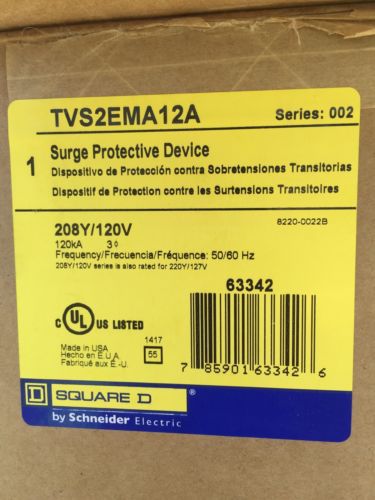 TVS2EMA12A
Series: 002
1
Surge Protective Device
Dispositivo de Protección contra Sobretensiones Transitorias
Dispositif de Protection contre les Surtensions Transitoires
208Y/120V
8220-0022B
120kA 3Φ
Frequency/Frecuencia/Fréquence: 50/60 Hz
208Y/120V series is also rated for 220Y/127V
63342
C UL US LISTED
®
1417
55
Made in USA
Hecho en E.U.A.
Fabriqué aux É.-U.
7 85901 63342 6
D SQUARE D ®
by Schneider Electric